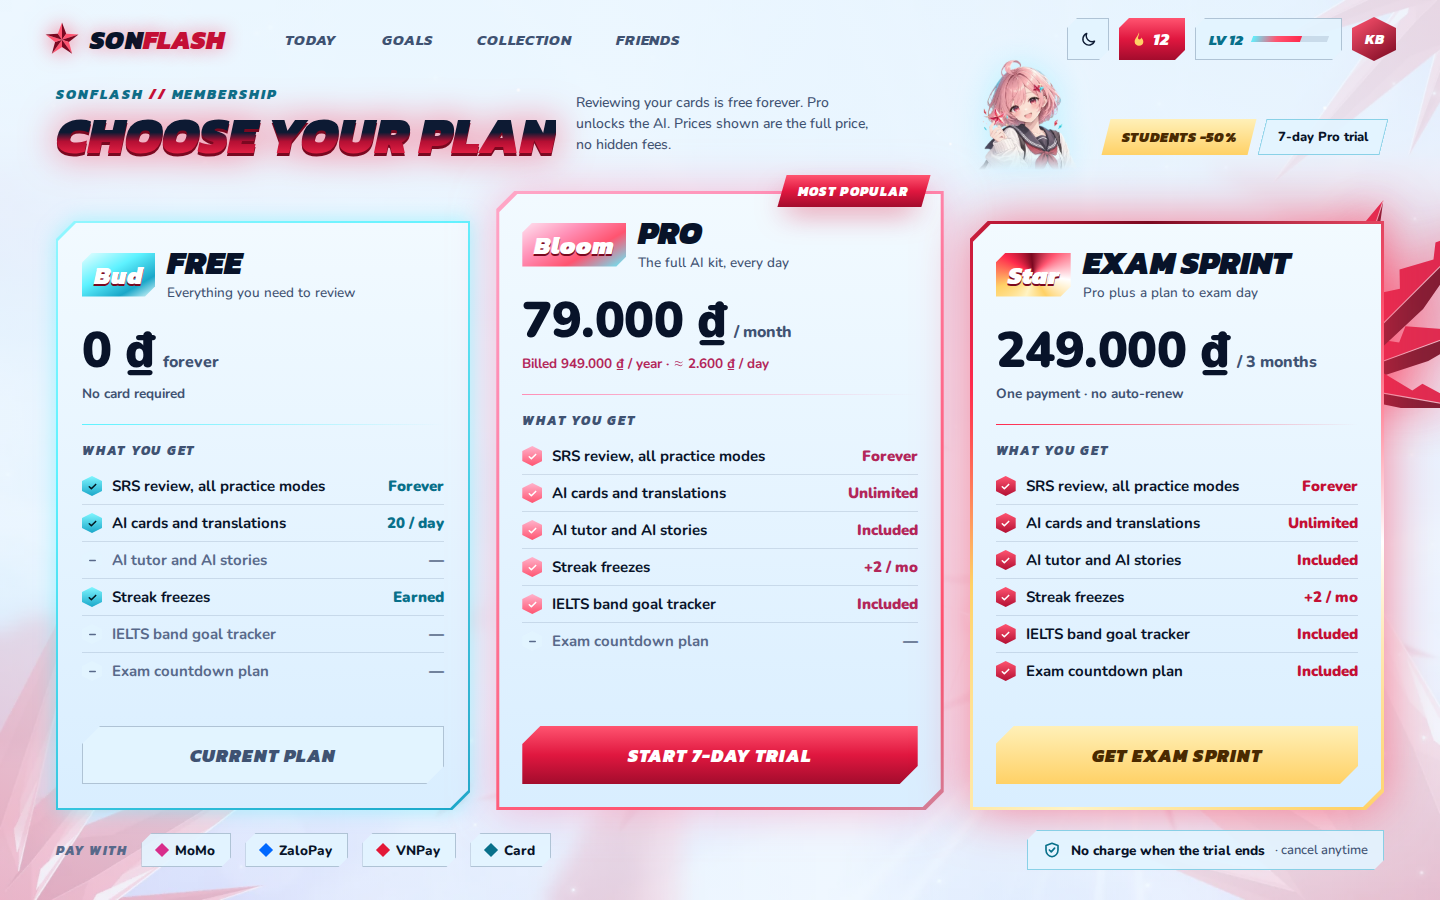 SONFLASH
TODAY
GOALS
COLLECTION
FRIENDS
12
LV 12
KB
SONFLASH // MEMBERSHIP
CHOOSE YOUR PLAN
Reviewing your cards is free forever. Pro
unlocks the AI. Prices shown are the full price,
no hidden fees.
STUDENTS -50%
7-day Pro trial
Bud
FREE
Everything you need to review
0 ₫ forever
No card required
WHAT YOU GET
SRS review, all practice modes Forever
AI cards and translations 20 / day
AI tutor and AI stories —
Streak freezes Earned
IELTS band goal tracker —
Exam countdown plan —
CURRENT PLAN
MOST POPULAR
Bloom
PRO
The full AI kit, every day
79.000 ₫ / month
Billed 949.000 ₫ / year · ≈ 2.600 ₫ / day
WHAT YOU GET
SRS review, all practice modes Forever
AI cards and translations Unlimited
AI tutor and AI stories Included
Streak freezes +2 / mo
IELTS band goal tracker Included
Exam countdown plan —
START 7-DAY TRIAL
Star
EXAM SPRINT
Pro plus a plan to exam day
249.000 ₫ / 3 months
One payment · no auto-renew
WHAT YOU GET
SRS review, all practice modes Forever
AI cards and translations Unlimited
AI tutor and AI stories Included
Streak freezes +2 / mo
IELTS band goal tracker Included
Exam countdown plan Included
GET EXAM SPRINT
PAY WITH
MoMo
ZaloPay
VNPay
Card
No charge when the trial ends · cancel anytime